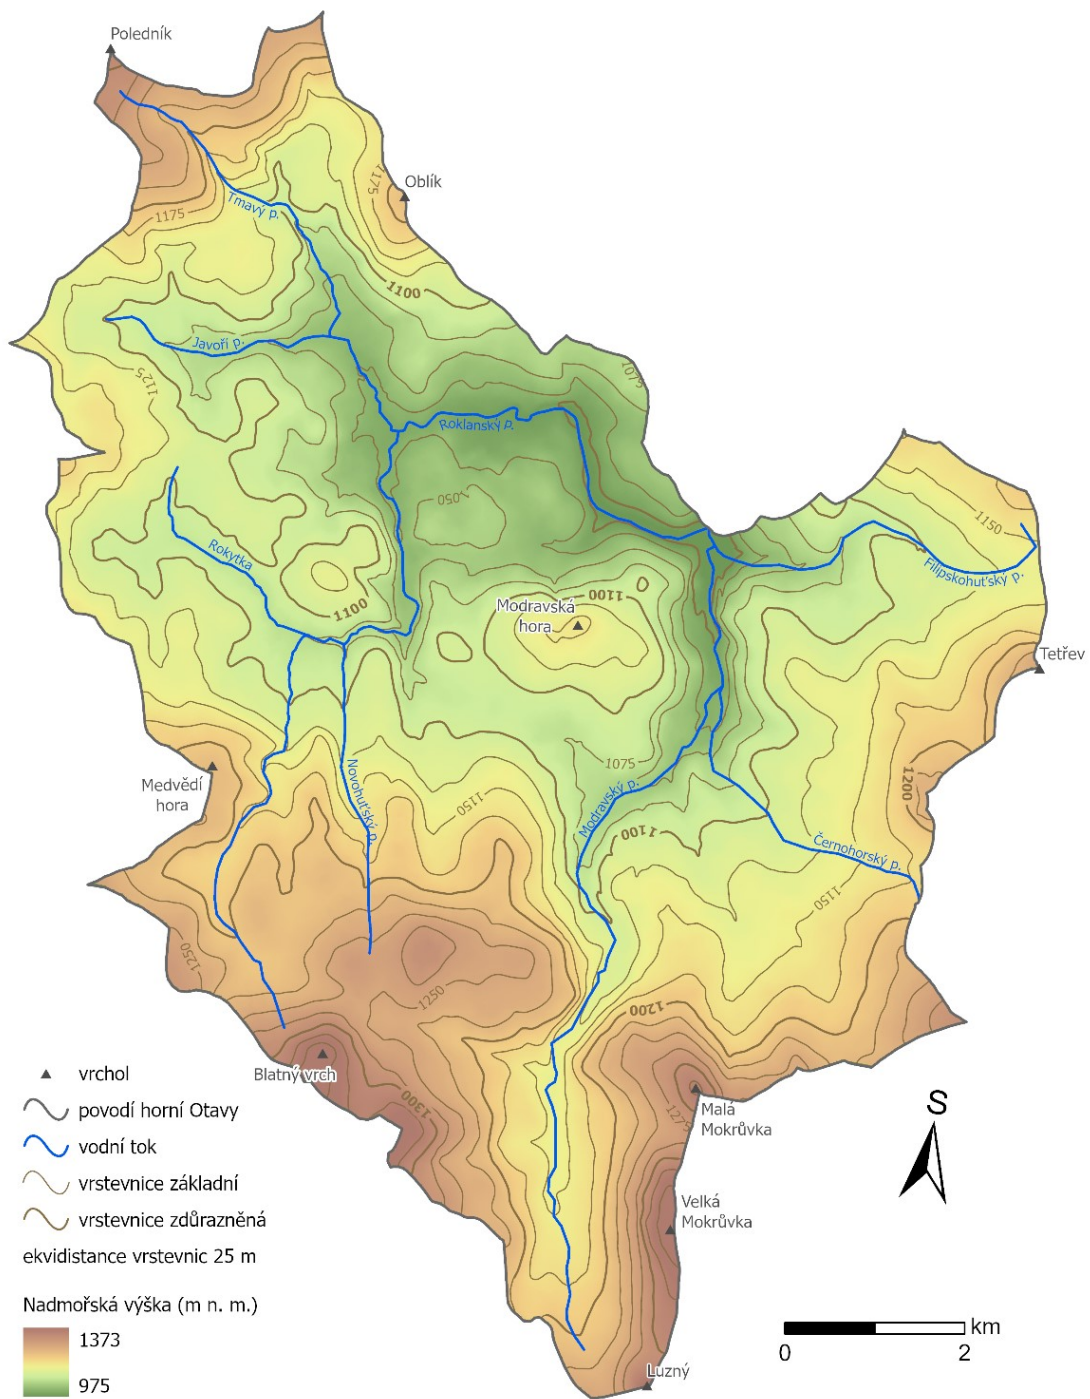 Poledník
Oblík
1175
Tmavý p.
1175
1100
Javoří p.
1125
1075
Roklanský p.
1050
1150
Filipskohuťský p.
Rokytka
1100
1100
Modravská
hora
Tetřev
Medvědí
hora
Novohuťský p.
1150
1075
Modravský p.
1100
1200
Černohorský p.
1150
1250
1250
1200
Blatný vrch
1300
1275
Malá
Mokrůvka
Velká
Mokrůvka
Luzný
vrchol
povodí horní Otavy
vodní tok
vrstevnice základní
vrstevnice zdůrazněná
ekvidistance vrstevnic 25 m
Nadmořská výška (m n. m.)
1373
975
S
km
0 2